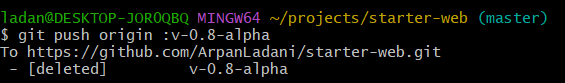 ladan@DESKTOP-JOR0QBQ MINGW64 ~/projects/starter-web (master)
$ git push origin :v-0.8-alpha
To https://github.com/ArpanLadani/starter-web.git
 - [deleted]         v-0.8-alpha